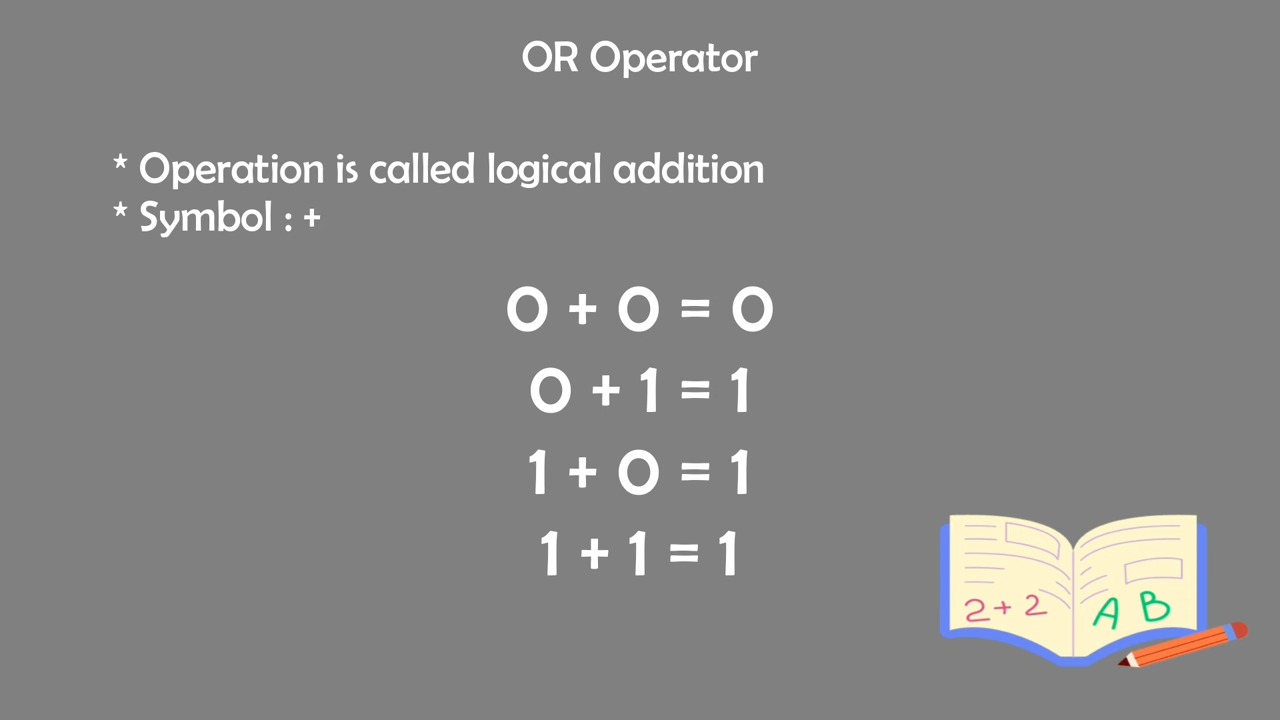 OR Operator
* Operation is called logical addition
* Symbol : +
0 + 0 = 0
0 + 1 = 1
1 + 0 = 1
1 + 1 = 1
2 + 2
A B